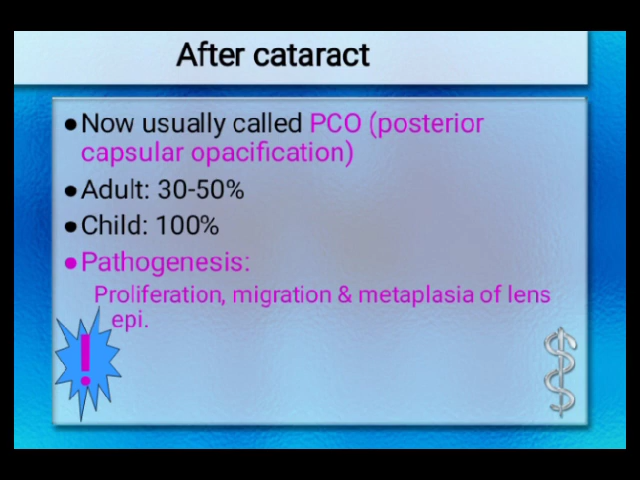 After cataract
●Now usually called PCO (posterior
capsular opacification)
●Adult: 30-50%
●Child: 100%
●Pathogenesis:
Proliferation, migration & metaplasia of lens
epi.
!